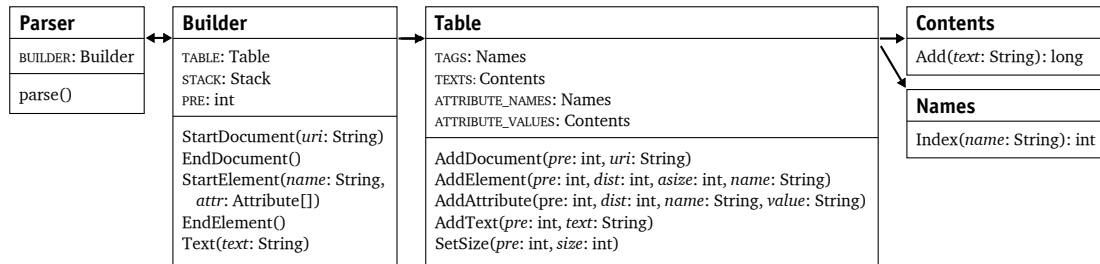 Parser
BUILDER: Builder
parse()
Builder
TABLE: Table
STACK: Stack
PRE: int
StartDocument(uri: String)
EndDocument()
StartElement(name: String,
attr: Attribute[])
EndElement()
Text(text: String)
Table
TAGS: Names
TEXTS: Contents
ATTRIBUTE_NAMES: Names
ATTRIBUTE_VALUES: Contents
AddDocument(pre: int, uri: String)
AddElement(pre: int, dist: int, asize: int, name: String)
AddAttribute(pre: int, dist: int, name: String, value: String)
AddText(pre: int, text: String)
SetSize(pre: int, size: int)
Contents
Add(text: String): long
Names
Index(name: String): int